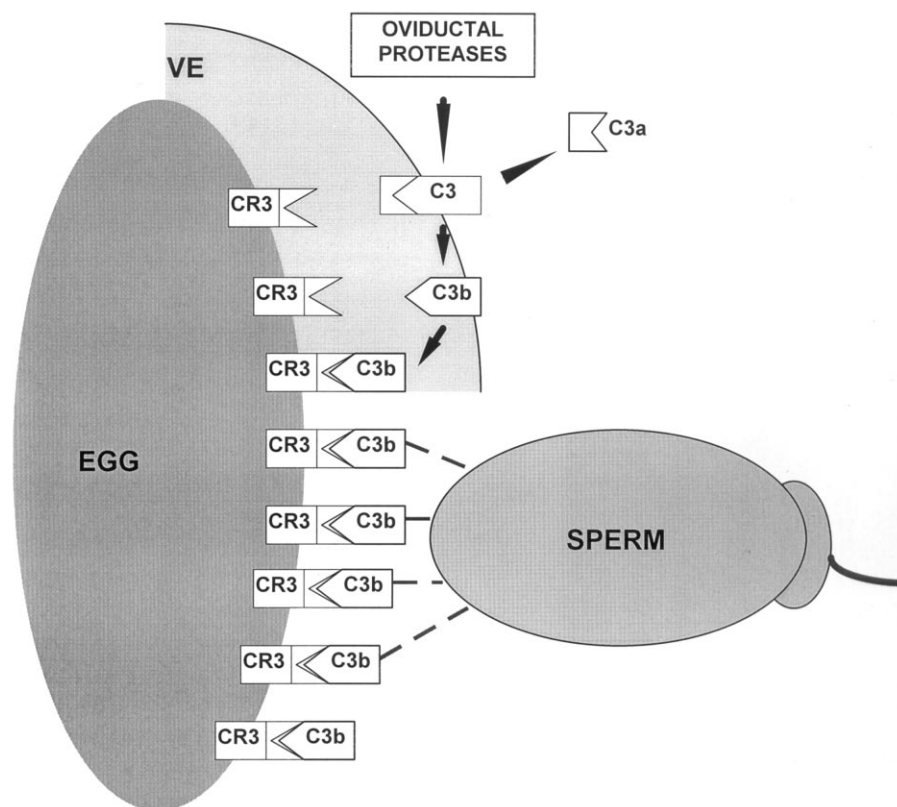 OVIDUCTAL
PROTEASES
VE
C3a
CR3
C3
CR3
C3b
CR3
C3b
CR3
C3b
EGG
CR3
C3b
SPERM
CR3
C3b
CR3
C3b
CR3
C3b